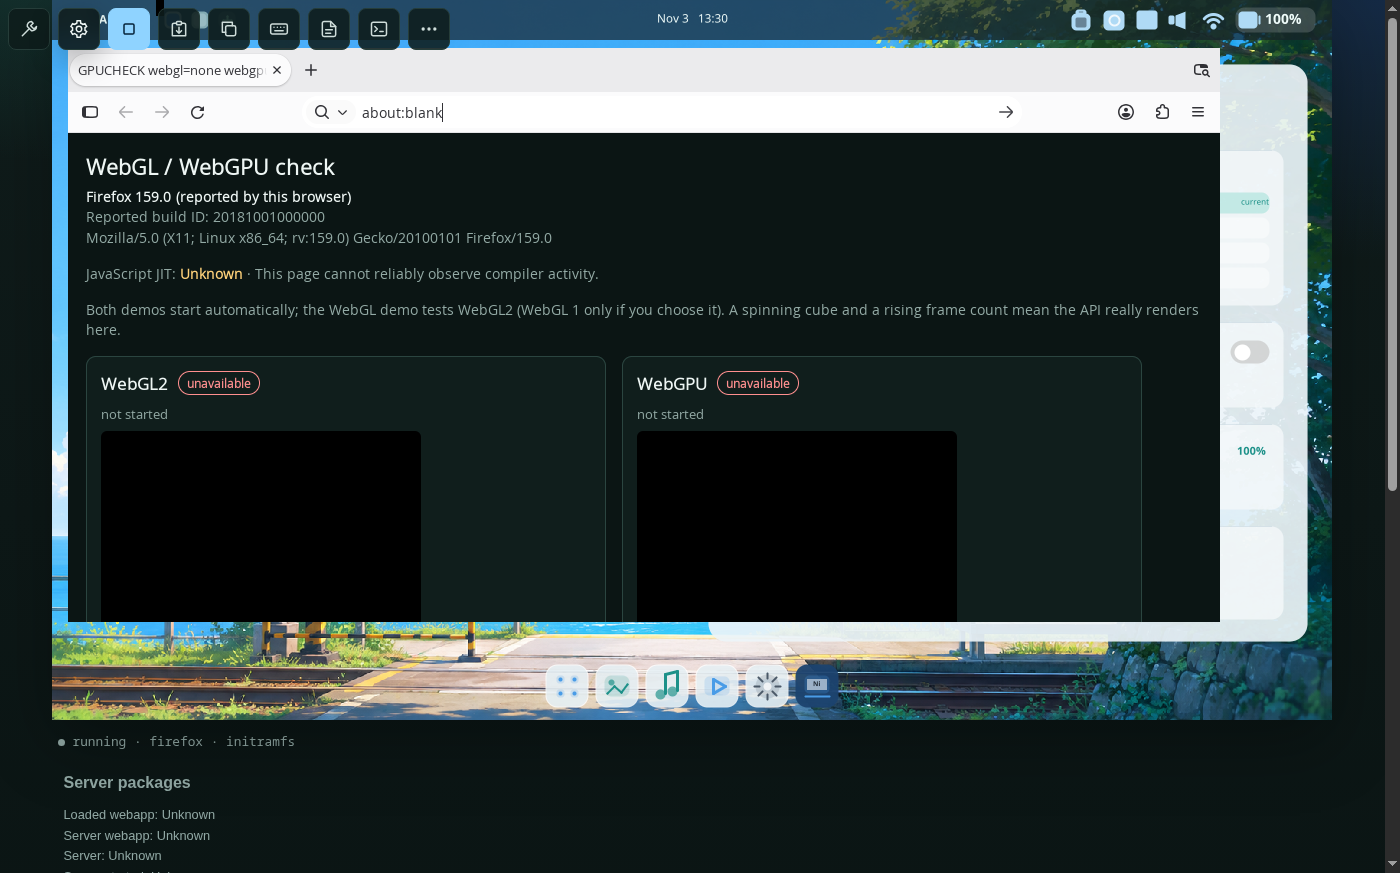 Nov 3 13:30
100%
GPUCHECK webgl=none webgp
about:blank
WebGL / WebGPU check
Firefox 159.0 (reported by this browser)
Reported build ID: 20181001000000
Mozilla/5.0 (X11; Linux x86_64; rv:159.0) Gecko/20100101 Firefox/159.0
JavaScript JIT: Unknown · This page cannot reliably observe compiler activity.
Both demos start automatically; the WebGL demo tests WebGL2 (WebGL 1 only if you choose it). A spinning cube and a rising frame count mean the API really renders
here.
WebGL2 unavailable
not started
WebGPU unavailable
not started
current
100%
Ni
● running · firefox · initramfs
Server packages
Loaded webapp: Unknown
Server webapp: Unknown
Server: Unknown